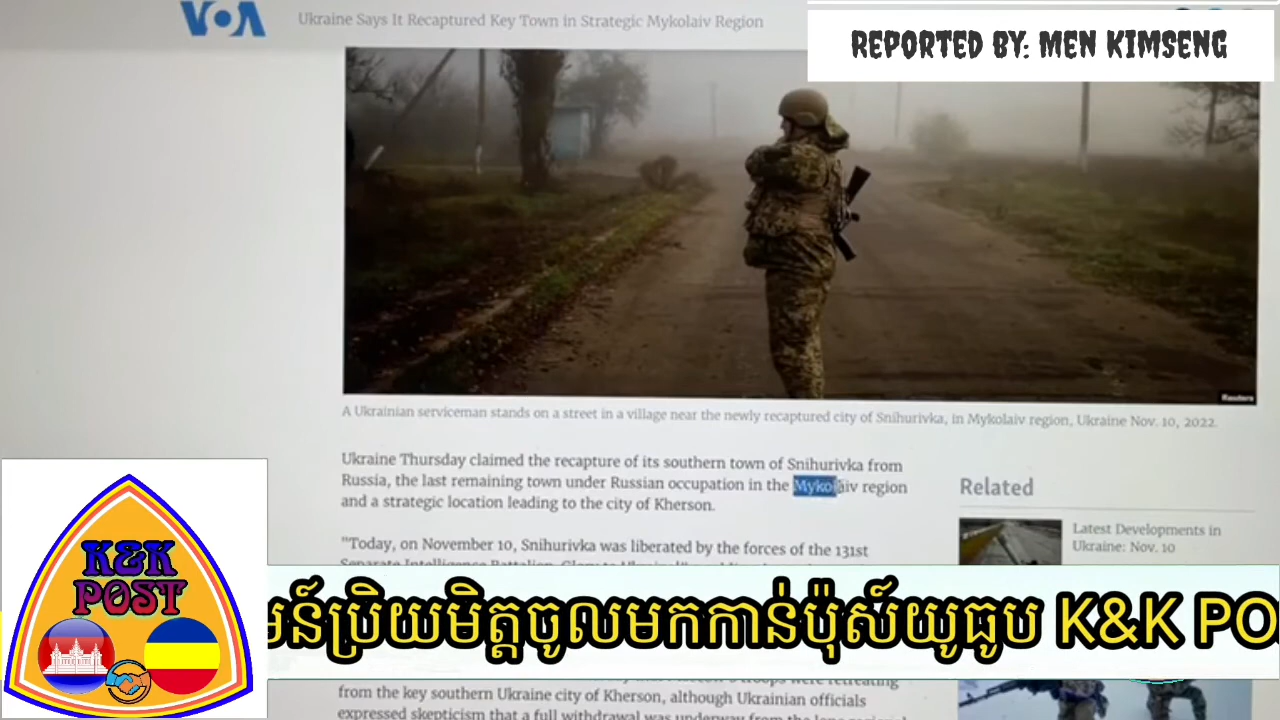 VOA
Ukraine Says It Recaptured Key Town in Strategic Mykolaiv Region
REPORTED BY: MEN KIMSENG
Reuters
A Ukrainian serviceman stands on a street in a village near the newly recaptured city of Snihurivka, in Mykolaiv region, Ukraine Nov. 10, 2022.
Ukraine Thursday claimed the recapture of its southern town of Snihurivka from
Russia, the last remaining town under Russian occupation in the Mykolaiv region
and a strategic location leading to the city of Kherson.
Related
Latest Developments in
Ukraine: Nov. 10
"Today, on November 10, Snihurivka was liberated by the forces of the 131st
K&K
POST
ន៍ប្រិយមិត្តចូលមកកាន់ប៉ុស៍យូធូប K&K PO
troops were retreating
from the key southern Ukraine city of Kherson, although Ukrainian officials
expressed skepticism that a full withdrawal was underway from the